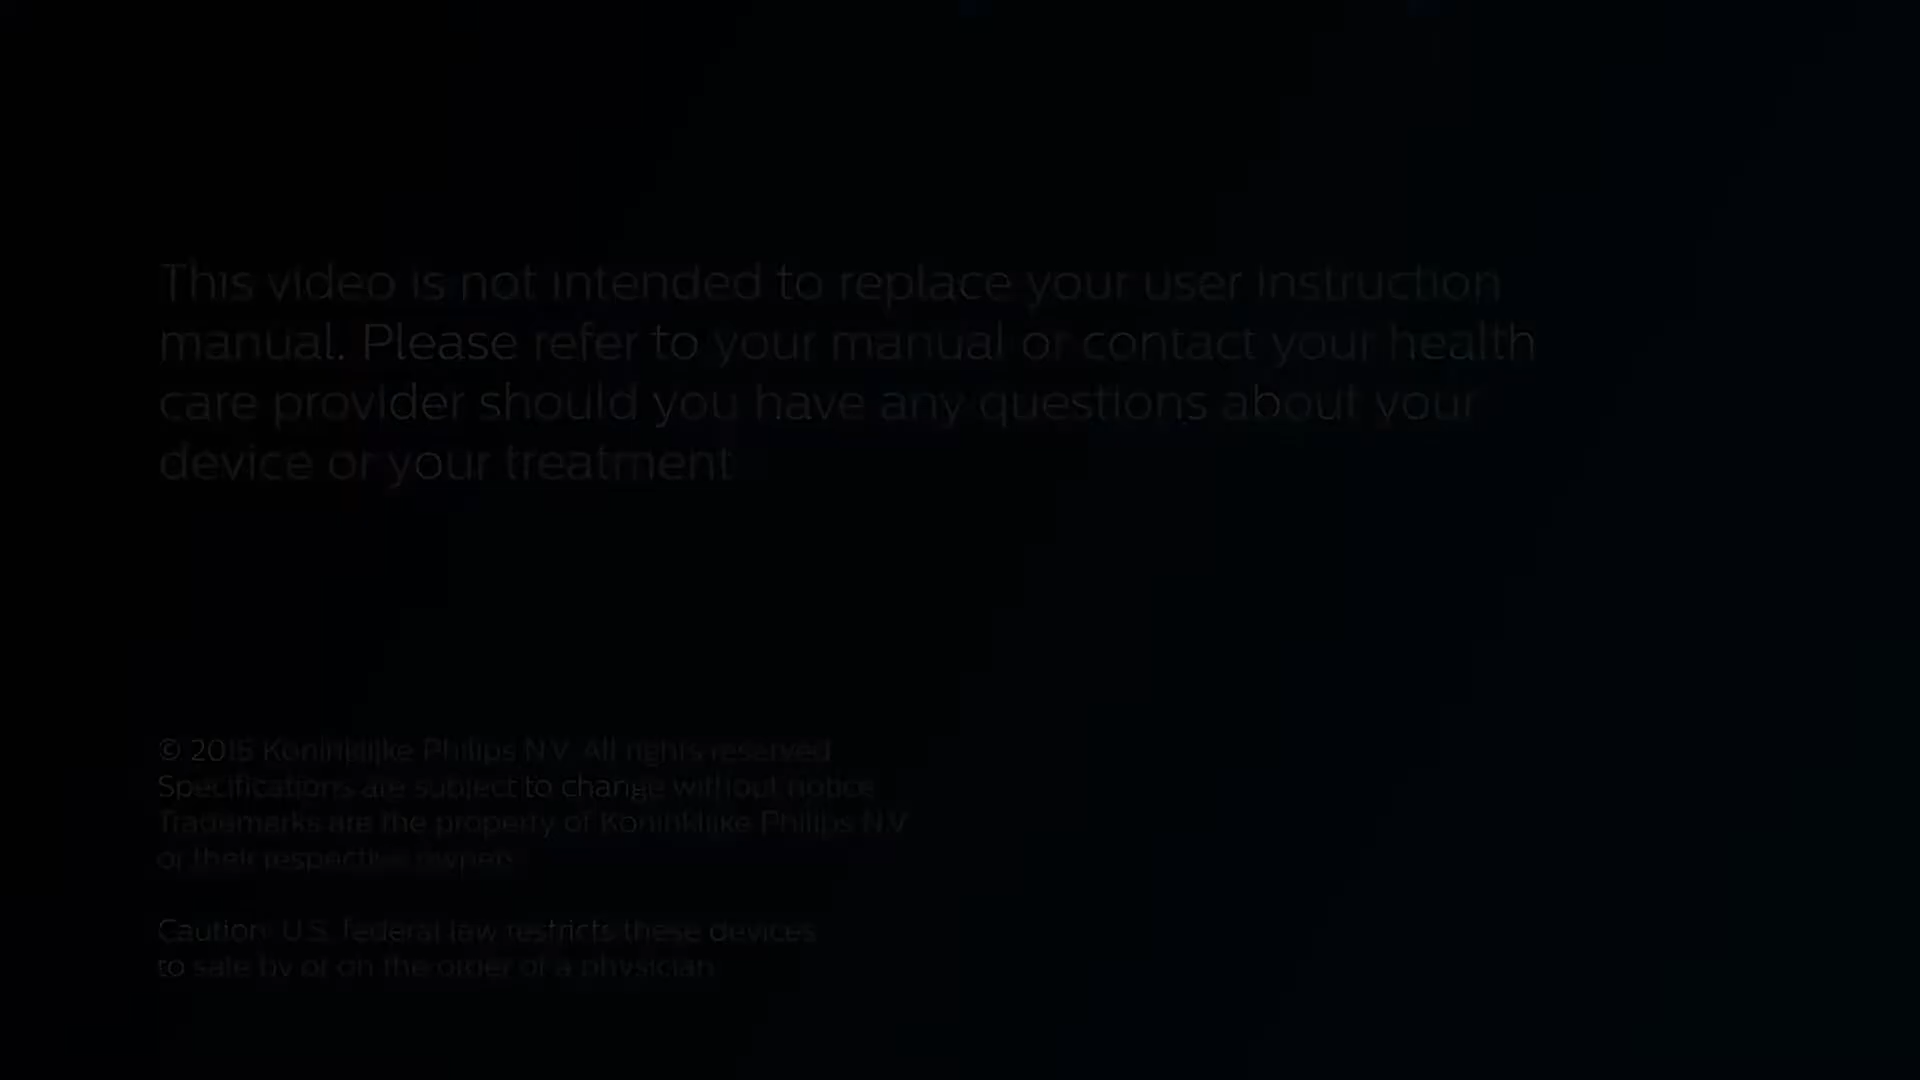 This video is not intended to replace your user instruction
manual. Please refer to your manual or contact your health
care provider should you have any questions about your
device or your treatment
© 2015 Koninklijke Philips N.V. All rights reserved
Specifications are subject to change without notice
Trademarks are the property of Koninklijke Philips N.V.
or their respective owners
Caution: U.S. federal law restricts these devices
to sale by or on the order of a physician